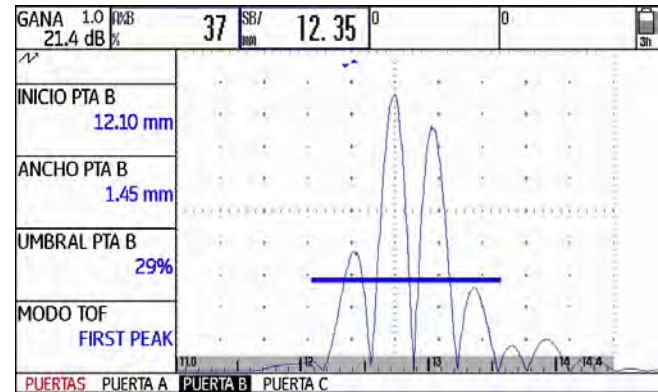 GANA 1.0
21.4 dB
%
37
SB/
mm
12.35
0
0
3h
INICIO PTA B
12.10 mm
ANCHO PTA B
1.45 mm
UMBRAL PTA B
29%
MODO TOF
FIRST PEAK
11.0 12 13 14 14.4
PUERTAS PUERTA A PUERTA B PUERTA C